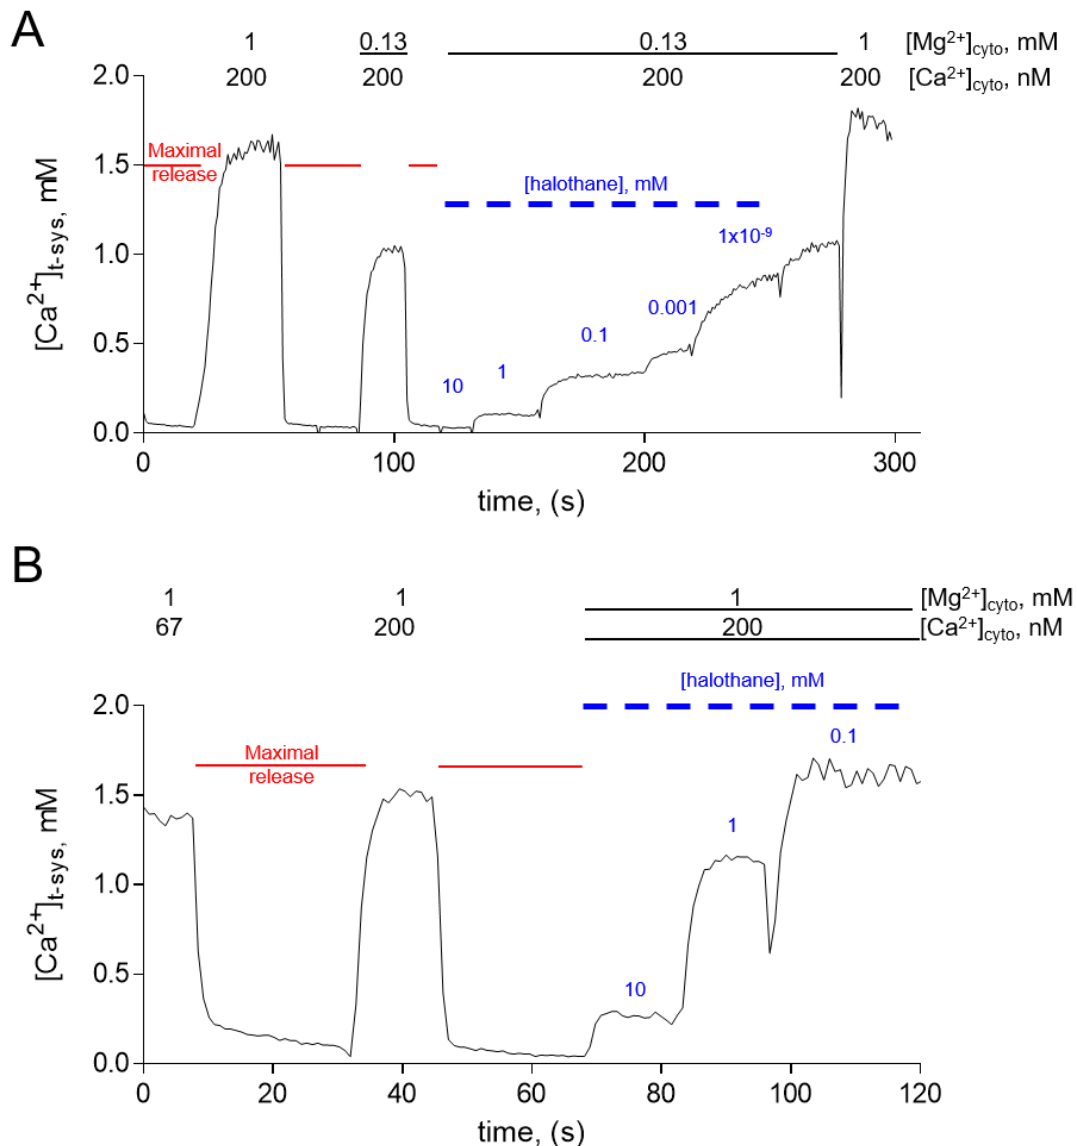 A
1 0.13 0.13 1 [Mg²⁺]cyto, mM
200 200 200 200 [Ca²⁺]cyto, nM
2.0
1.5
1.0
0.5
0.0
[Ca²⁺]t-sys, mM
Maximal
release
[halothane], mM
10
1
0.1
0.001
1x10⁻⁹
0 100 200 300
time, (s)
B
1 1 1 [Mg²⁺]cyto, mM
67 200 200 [Ca²⁺]cyto, nM
2.0
1.5
1.0
0.5
0.0
[Ca²⁺]t-sys, mM
Maximal
release
[halothane], mM
10
1
0.1
0 20 40 60 80 100 120
time, (s)